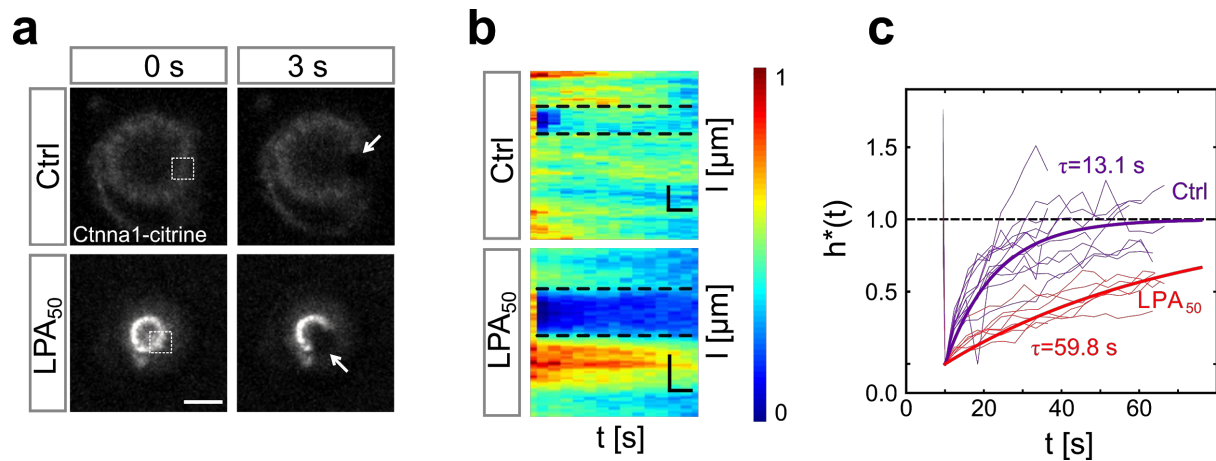 a
0 s
3 s
Ctrl
Ctnna1-citrine
LPA₅₀
b
Ctrl
l [µm]
LPA₅₀
l [µm]
t [s]
1
0
c
h*(t)
1.5
1.0
0.5
0.0
τ=13.1 s
Ctrl
LPA₅₀
τ=59.8 s
0
20
40
60
t [s]